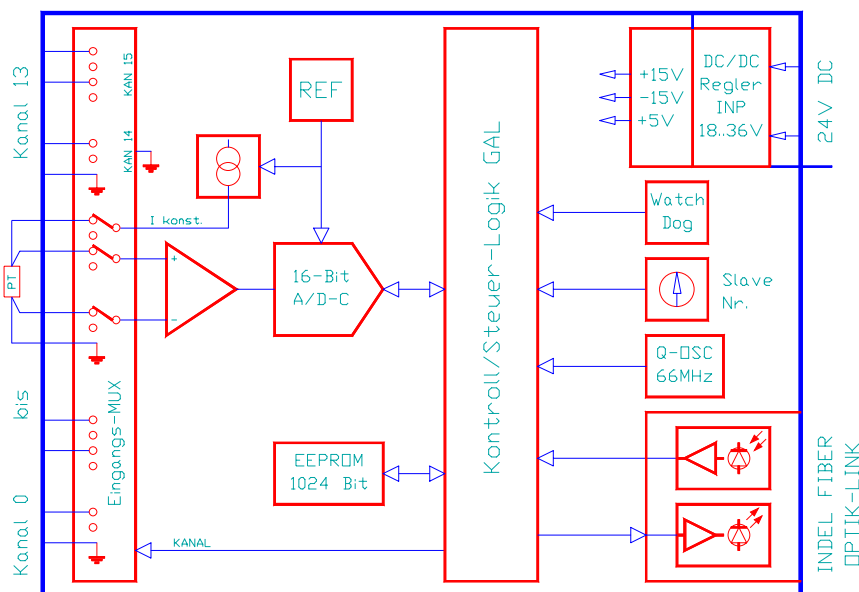 Kanal 13
bis
Kanal 0
PT
KAN 15
KAN 14
Eingangs-MUX
I konst.
+
-
REF
16-Bit
A/D-C
EEPROM
1024 Bit
KANAL
Kontroll/Steuer-Logik GAL
+15V
-15V
+5V
DC/DC
Regler
INP
18..36V
24V DC
Watch
Dog
Slave
Nr.
Q-OSC
66MHz
INDEL FIBER
OPTIK-LINK